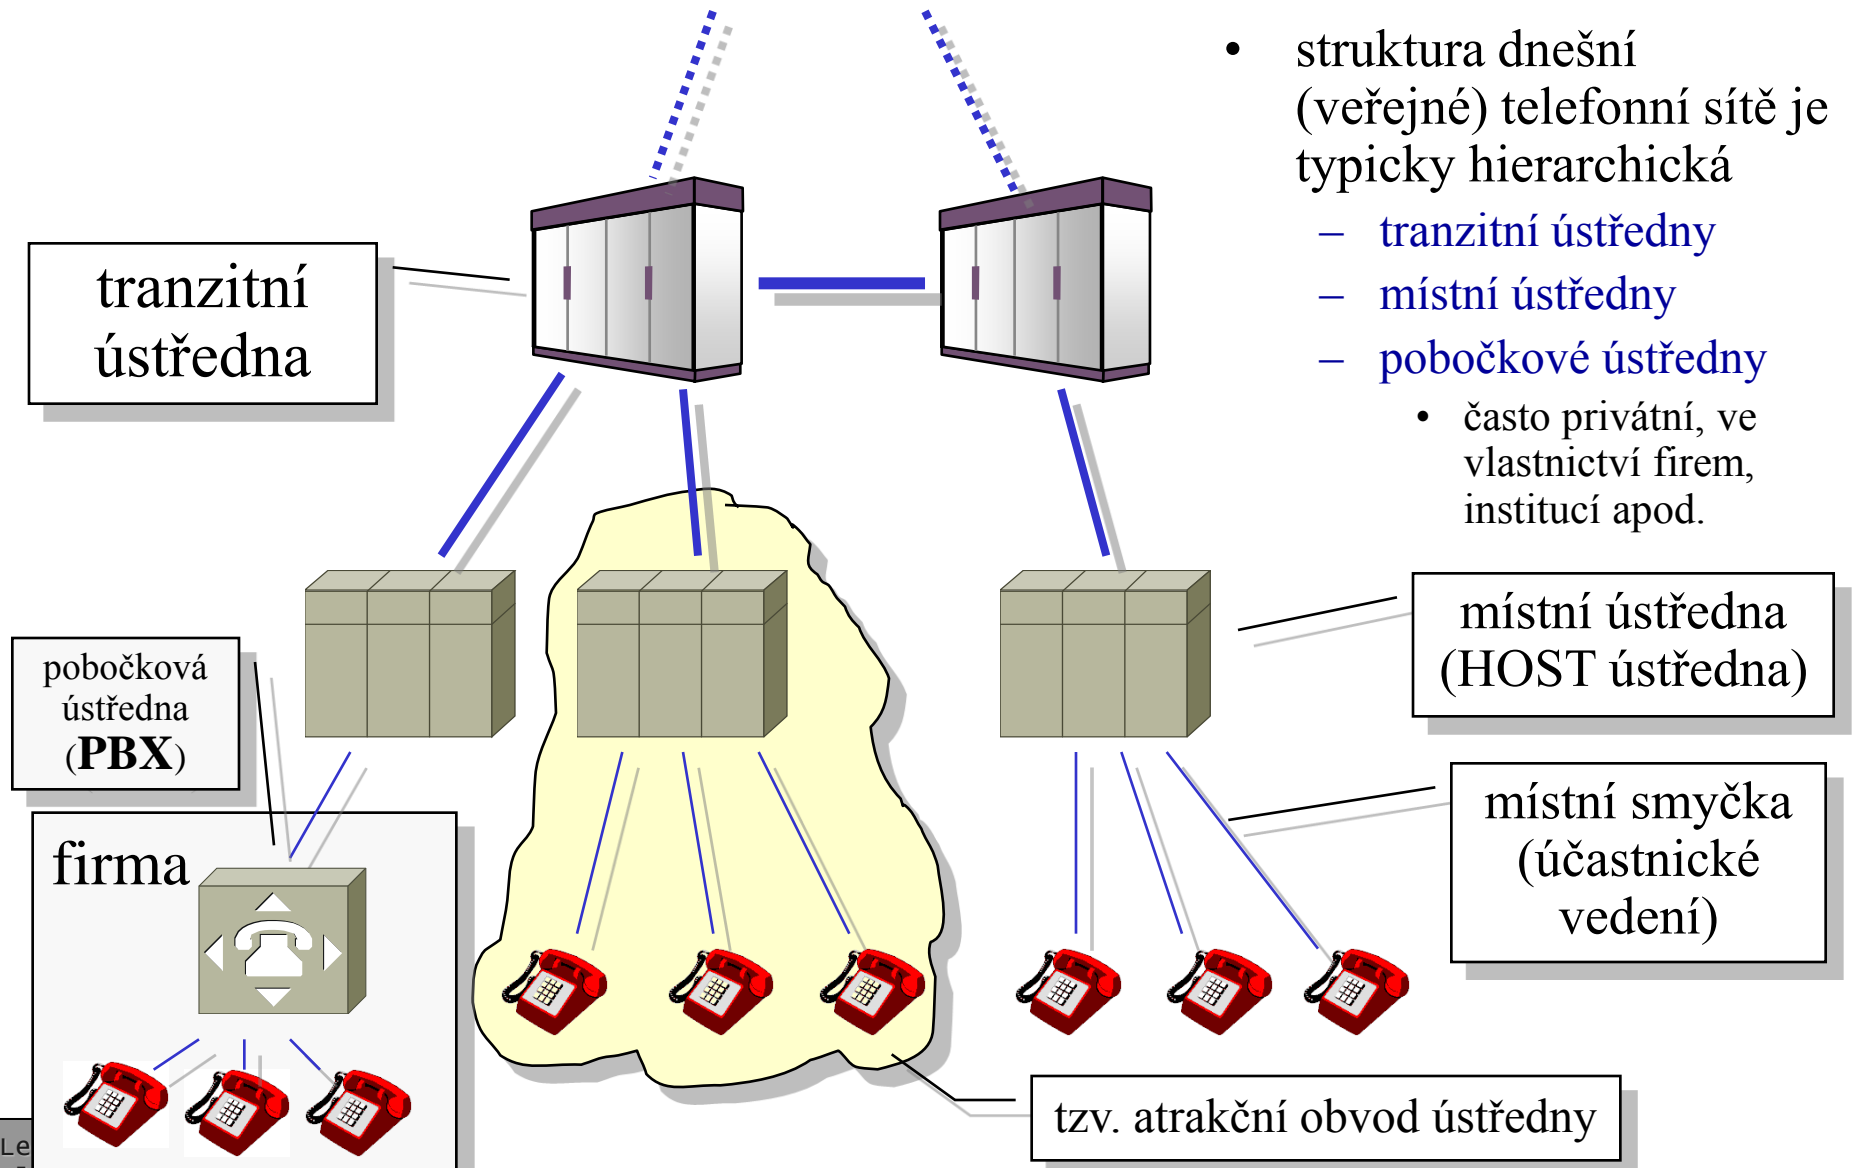 • struktura dnešní
(veřejné) telefonní sítě je
typicky hierarchická
– tranzitní ústředny
– místní ústředny
– pobočkové ústředny
• často privátní, ve
vlastnictví firem,
institucí apod.
tranzitní
ústředna
místní ústředna
(HOST ústředna)
pobočková
ústředna
(PBX)
místní smyčka
(účastnické
vedení)
firma
tzv. atrakční obvod ústředny
Le